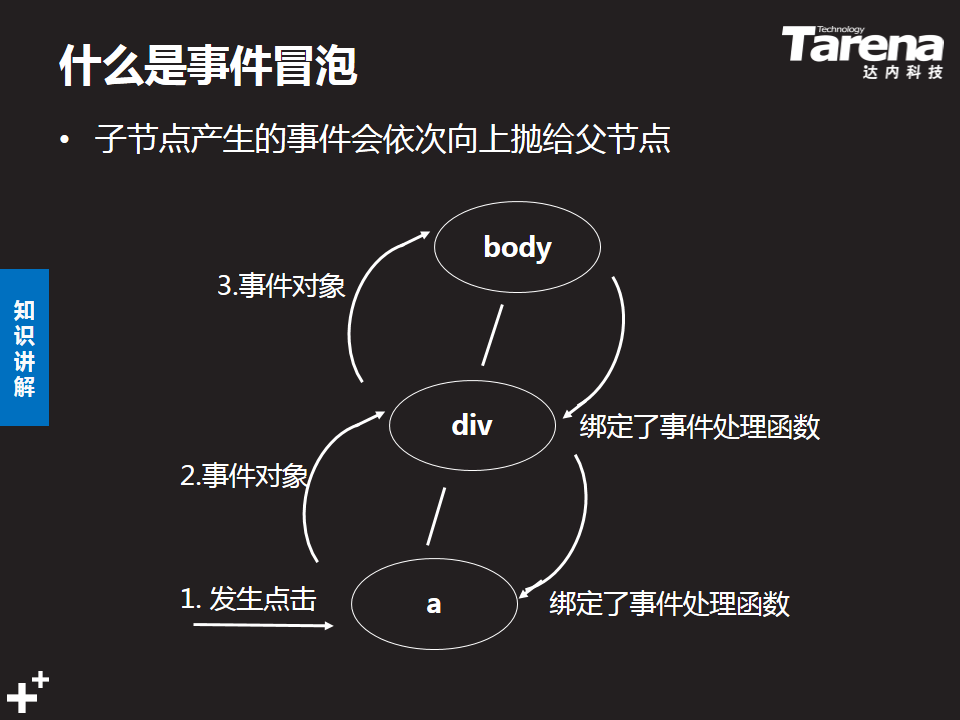 Technology
Tarena
达内科技
什么是事件冒泡
• 子节点产生的事件会依次向上抛给父节点
body
3.事件对象
知识讲解
div
绑定了事件处理函数
2.事件对象
1. 发生点击
a
绑定了事件处理函数